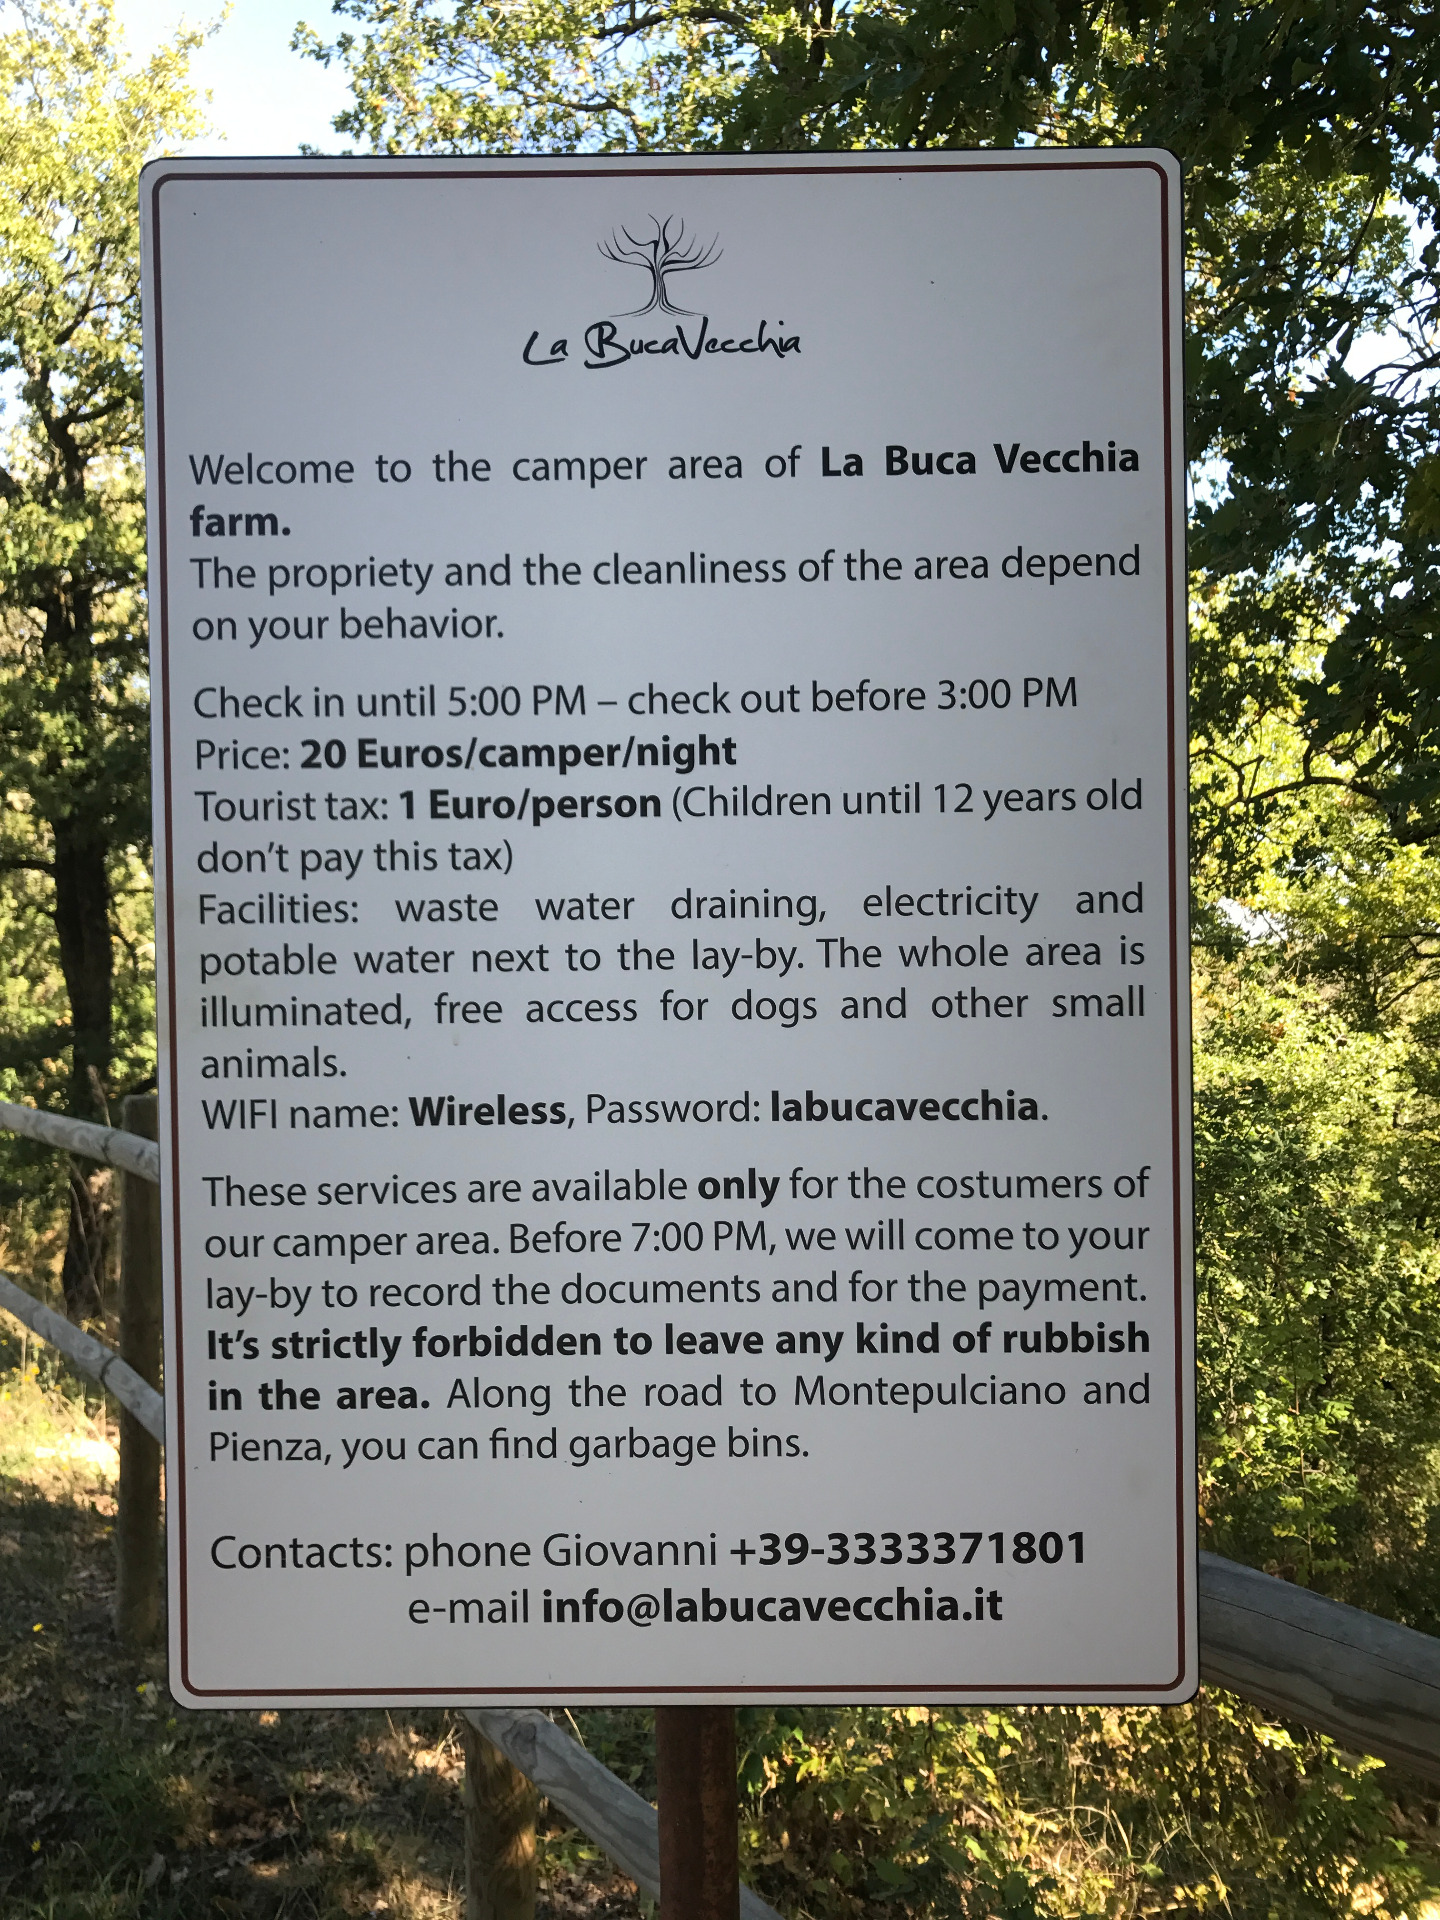 La Buca Vecchia
Welcome to the camper area of La Buca Vecchia
farm.
The propriety and the cleanliness of the area depend
on your behavior.
Check in until 5:00 PM – check out before 3:00 PM
Price: 20 Euros/camper/night
Tourist tax: 1 Euro/person (Children until 12 years old
don't pay this tax)
Facilities: waste water draining, electricity and
potable water next to the lay-by. The whole area is
illuminated, free access for dogs and other small
animals.
WIFI name: Wireless, Password: labucavecchia.
These services are available only for the costumers of
our camper area. Before 7:00 PM, we will come to your
lay-by to record the documents and for the payment.
It's strictly forbidden to leave any kind of rubbish
in the area. Along the road to Montepulciano and
Pienza, you can find garbage bins.
Contacts: phone Giovanni +39-3333371801
e-mail info@labucavecchia.it